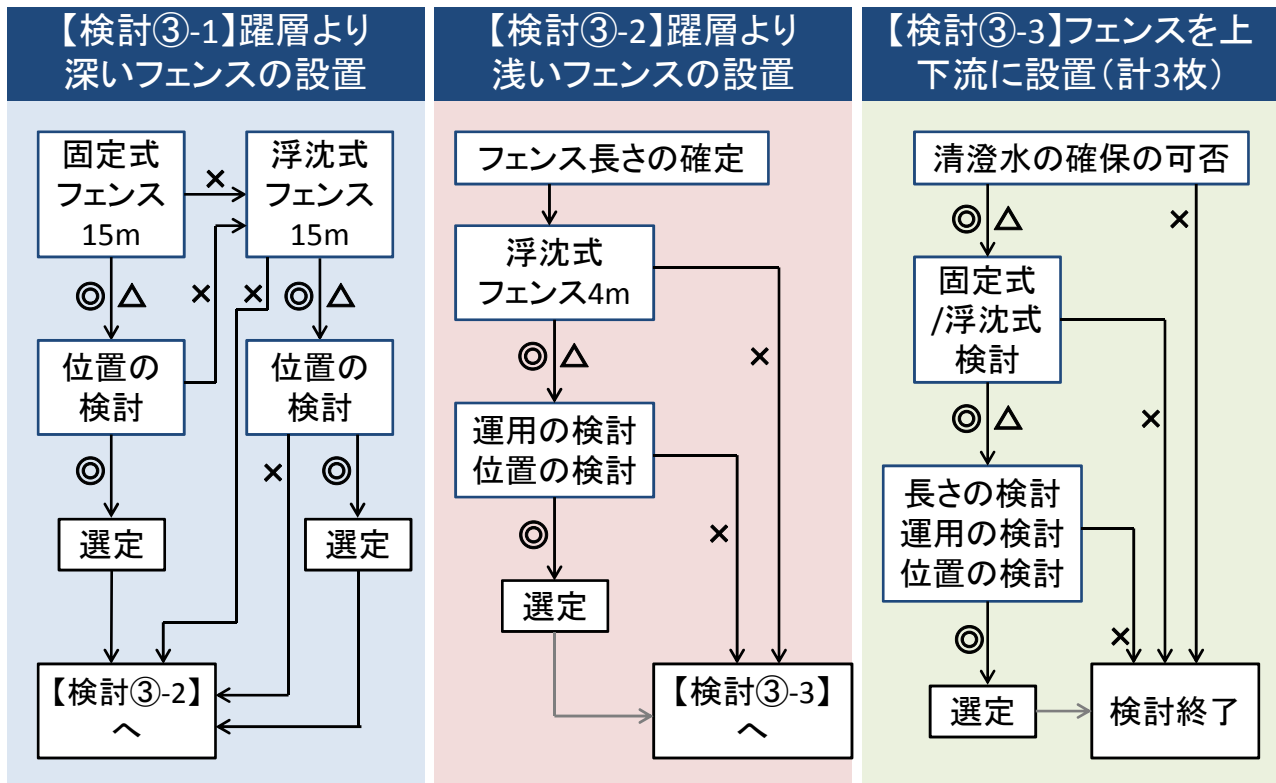 【検討③-1】躍層より
深いフェンスの設置
固定式
フェンス
15m
×
浮沈式
フェンス
15m
◎ △
×
×
◎ △
位置の
検討
位置の
検討
◎
×
◎
選定
選定
【検討③-2】
へ
【検討③-2】躍層より
浅いフェンスの設置
フェンス長さの確定
浮沈式
フェンス4m
◎ △
×
運用の検討
位置の検討
◎
×
選定
【検討③-3】
へ
【検討③-3】フェンスを上
下流に設置（計3枚）
清澄水の確保の可否
◎ △
×
固定式
/浮沈式
検討
◎ △
×
長さの検討
運用の検討
位置の検討
◎
×
選定
検討終了